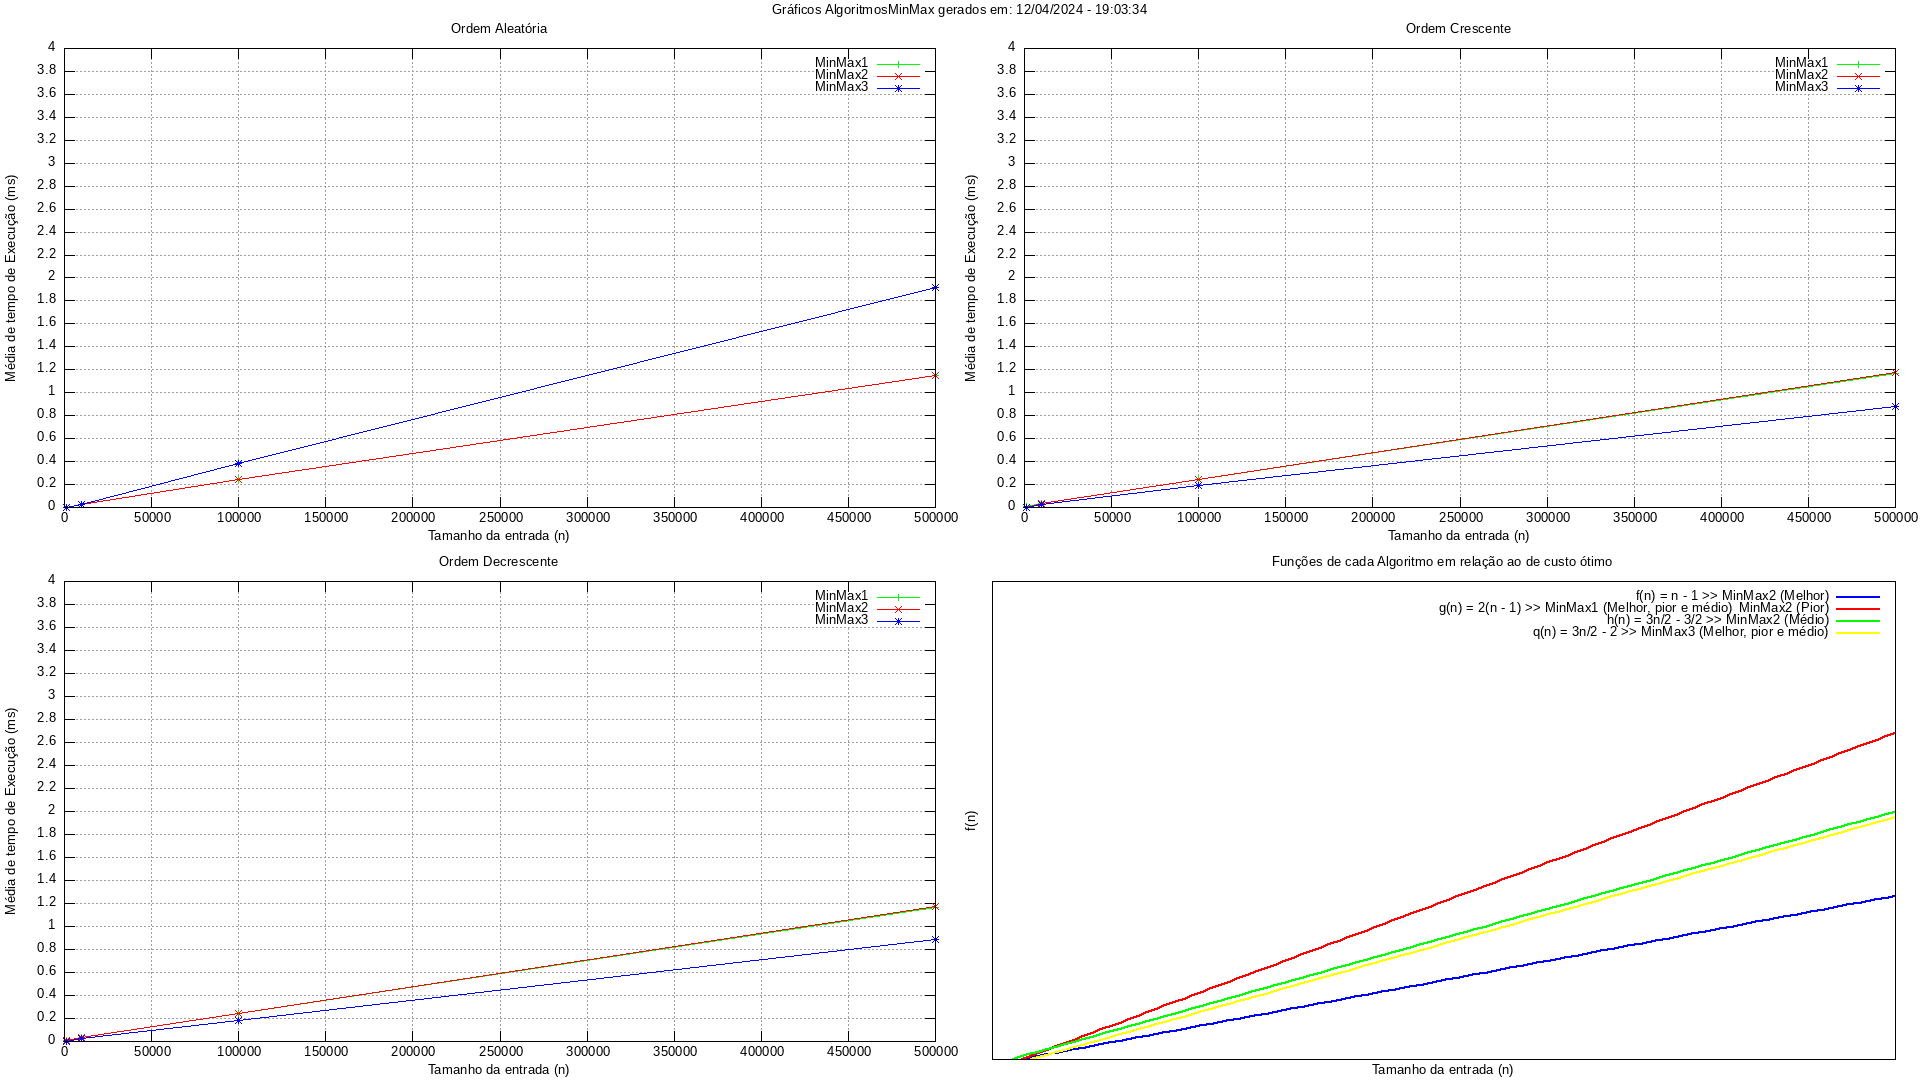 Gráficos AlgoritmosMinMax gerados em: 12/04/2024 - 19:03:34
Ordem Aleatória
MinMax1
MinMax2
MinMax3
4
3.8
3.6
3.4
3.2
3
2.8
2.6
2.4
2.2
2
1.8
1.6
1.4
1.2
1
0.8
0.6
0.4
0.2
0
Média de tempo de Execução (ms)
0 50000 100000 150000 200000 250000 300000 350000 400000 450000 500000
Tamanho da entrada (n)
Ordem Crescente
MinMax1
MinMax2
MinMax3
4
3.8
3.6
3.4
3.2
3
2.8
2.6
2.4
2.2
2
1.8
1.6
1.4
1.2
1
0.8
0.6
0.4
0.2
0
Média de tempo de Execução (ms)
0 50000 100000 150000 200000 250000 300000 350000 400000 450000 500000
Tamanho da entrada (n)
Ordem Decrescente
MinMax1
MinMax2
MinMax3
4
3.8
3.6
3.4
3.2
3
2.8
2.6
2.4
2.2
2
1.8
1.6
1.4
1.2
1
0.8
0.6
0.4
0.2
0
Média de tempo de Execução (ms)
0 50000 100000 150000 200000 250000 300000 350000 400000 450000 500000
Tamanho da entrada (n)
Funções de cada Algoritmo em relação ao de custo ótimo
f(n) = n - 1 >> MinMax2 (Melhor)
g(n) = 2(n - 1) >> MinMax1 (Melhor, pior e médio) MinMax2 (Pior)
h(n) = 3n/2 - 3/2 >> MinMax2 (Médio)
q(n) = 3n/2 - 2 >> MinMax3 (Melhor, pior e médio)
f(n)
Tamanho da entrada (n)